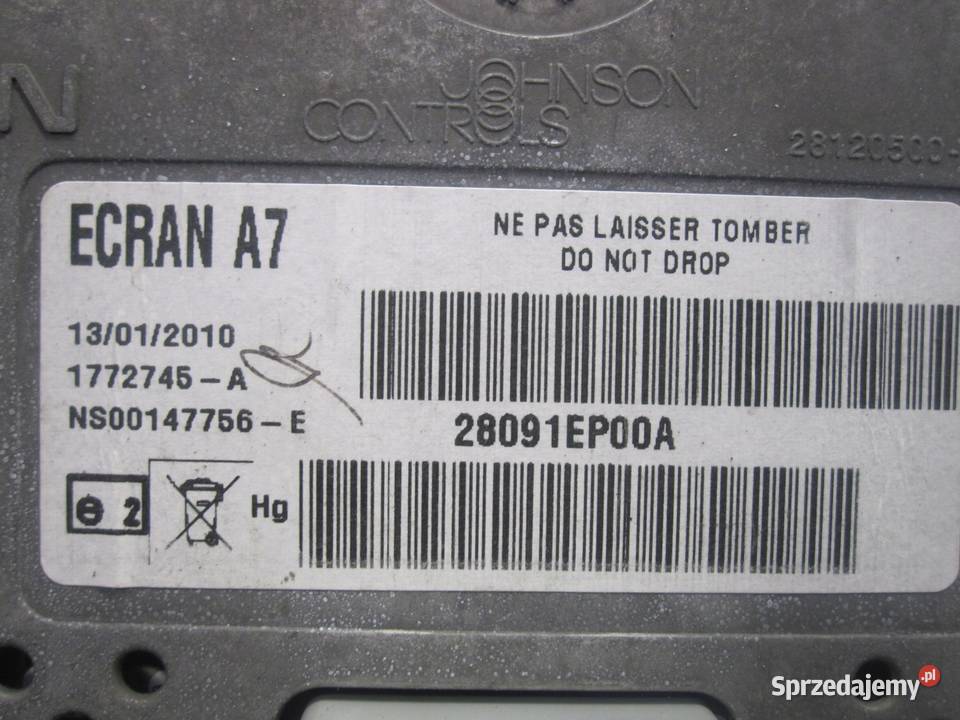 N
JOHNSON
CONTROLS
28120500-
ECRAN A7
NE PAS LAISSER TOMBER
DO NOT DROP
13/01/2010
1772745-A
NS00147756-E
28091EP00A
2
Hg
Sprzedajemy.pl